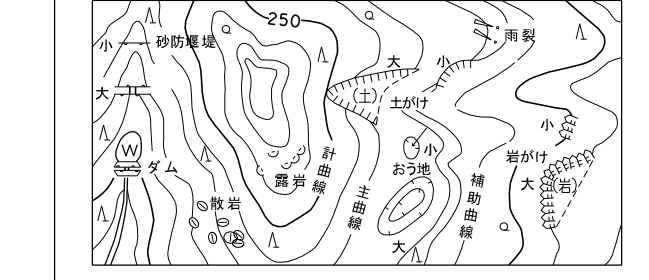 250
小
砂防堰堤
大
W
ダム
散岩
露岩
計曲線
大
(土)
土がけ
小
雨裂
小
おう地
大
主曲線
補助曲線
小
岩がけ
大
(岩)